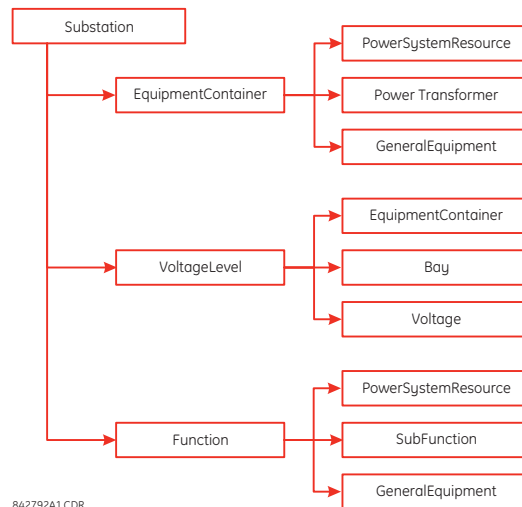 Substation
EquipmentContainer
PowerSystemResource
Power Transformer
GeneralEquipment
VoltageLevel
EquipmentContainer
Bay
Voltage
Function
PowerSystemResource
SubFunction
GeneralEquipment
842792A1.CDR